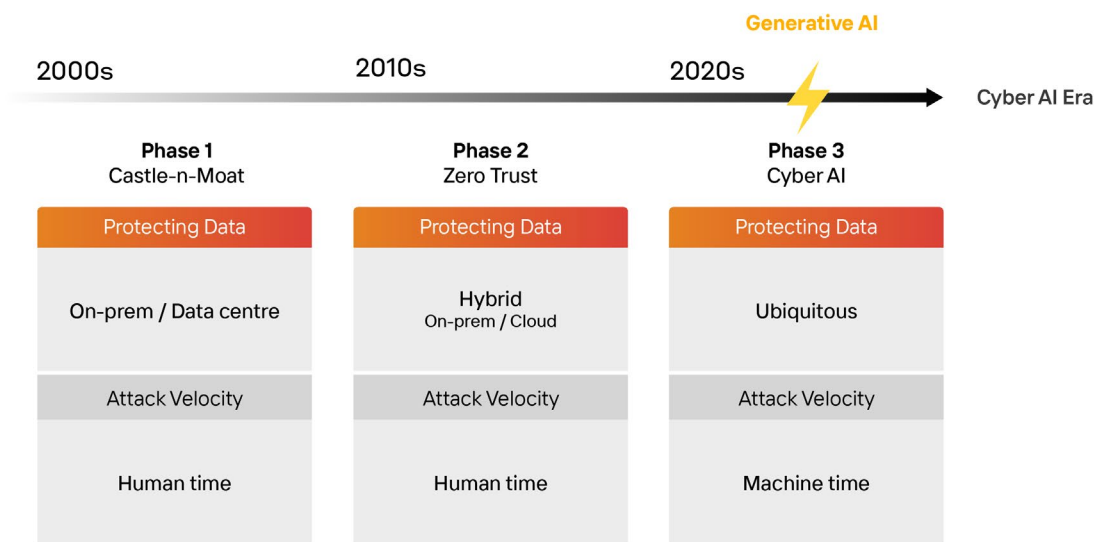 Generative AI
2000s
2010s
2020s
Cyber AI Era
Phase 1
Castle-n-Moat
Phase 2
Zero Trust
Phase 3
Cyber AI
Protecting Data
Protecting Data
Protecting Data
On-prem / Data centre
Hybrid
On-prem / Cloud
Ubiquitous
Attack Velocity
Attack Velocity
Attack Velocity
Human time
Human time
Machine time